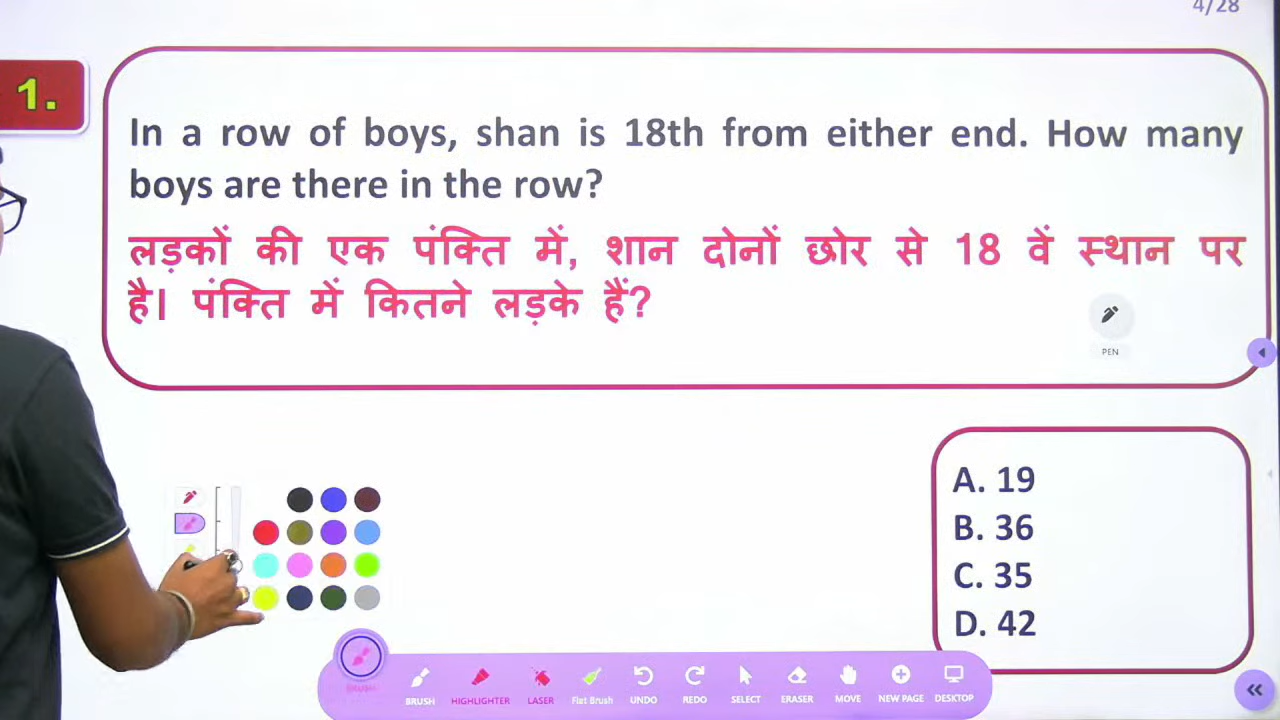 4/28
1.
In a row of boys, shan is 18th from either end. How many
boys are there in the row?
लड़कों की एक पंक्ति में, शान दोनों छोर से 18 वें स्थान पर
है। पंक्ति में कितने लड़के हैं?
PEN
A. 19
B. 36
C. 35
D. 42
BRUSH
BRUSH
HIGHLIGHTER
LASER
Flat Brush
UNDO
REDO
SELECT
ERASER
MOVE
NEW PAGE
DESKTOP